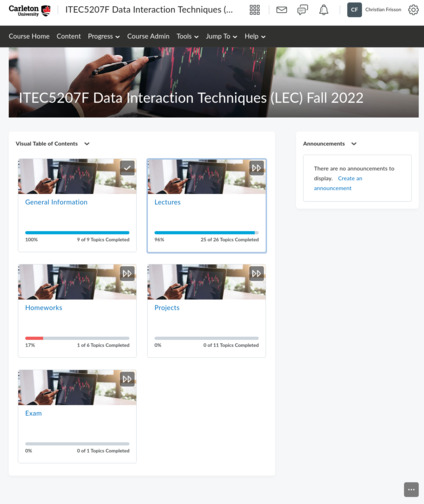 Carleton
UNIVERSITY
ITEC5207F Data Interaction Techniques (...
CF
Christian Frisson
Course Home Content Progress Course Admin Tools Jump To Help
ITEC5207F Data Interaction Techniques (LEC) Fall 2022
Visual Table of Contents
General Information
100% 9 of 9 Topics Completed
Lectures
96% 25 of 26 Topics Completed
Homeworks
17% 1 of 6 Topics Completed
Projects
0% 0 of 11 Topics Completed
Exam
0% 0 of 1 Topics Completed
Announcements
There are no announcements to
display. Create an
announcement